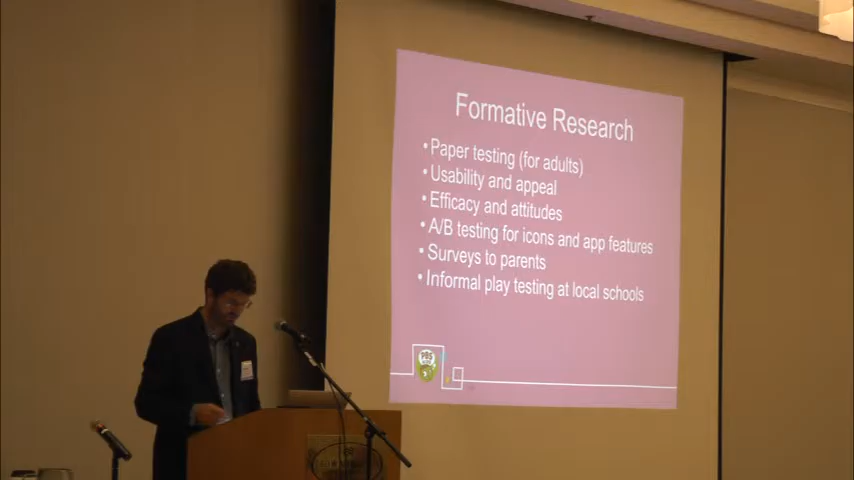 Formative Research
•Paper testing (for adults)
•Usability and appeal
•Efficacy and attitudes
•A/B testing for icons and app features
•Surveys to parents
•Informal play testing at local schools